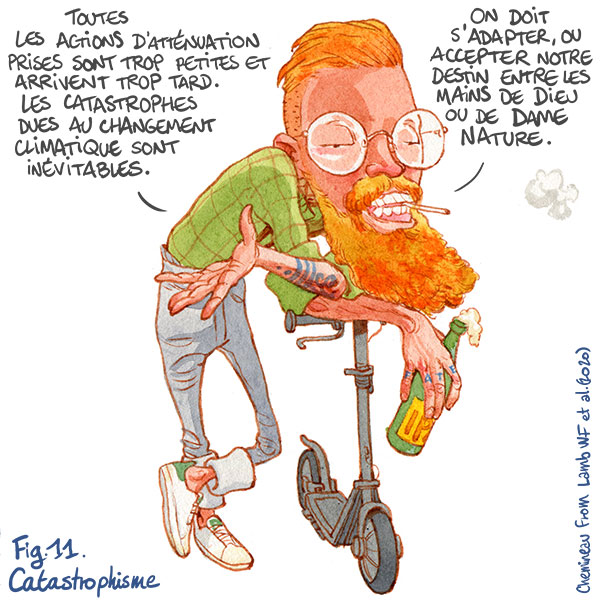 TOUTES
LES ACTIONS D'ATTÉNUATION
PRISES SONT TROP PETITES ET
ARRIVENT TROP TARD.
LES CATASTROPHES
DUES AU CHANGEMENT
CLIMATIQUE SONT
INÉVITABLES.
ON DOIT
S'ADAPTER, OU
ACCEPTER NOTRE
DESTIN ENTRE LES
MAINS DE DIEU
OU DE DAME
NATURE.
Fig.11.
Catastrophisme
Chemineau From Lamb WF et al.(2020)